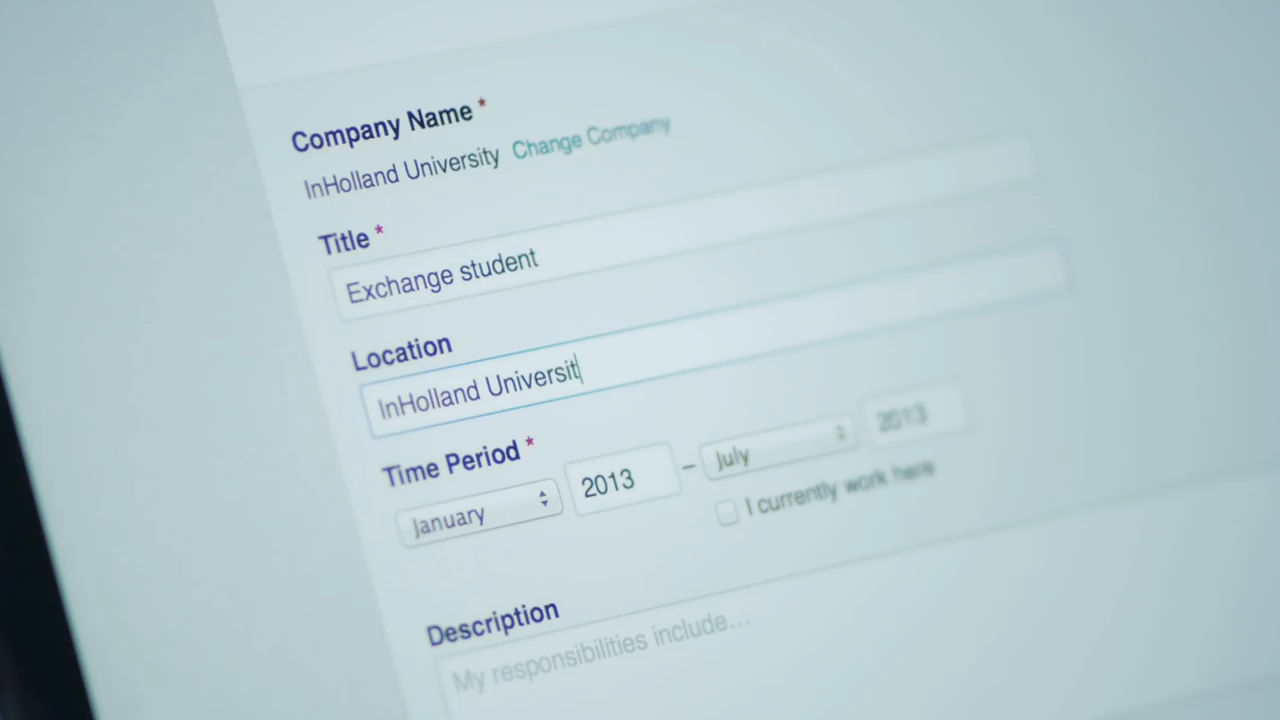 Company Name *
InHolland University Change Company
Title *
Exchange student
Location
InHolland Universit
Time Period *
January 2013 – July 2013
I currently work here
Description
My responsibilities include...